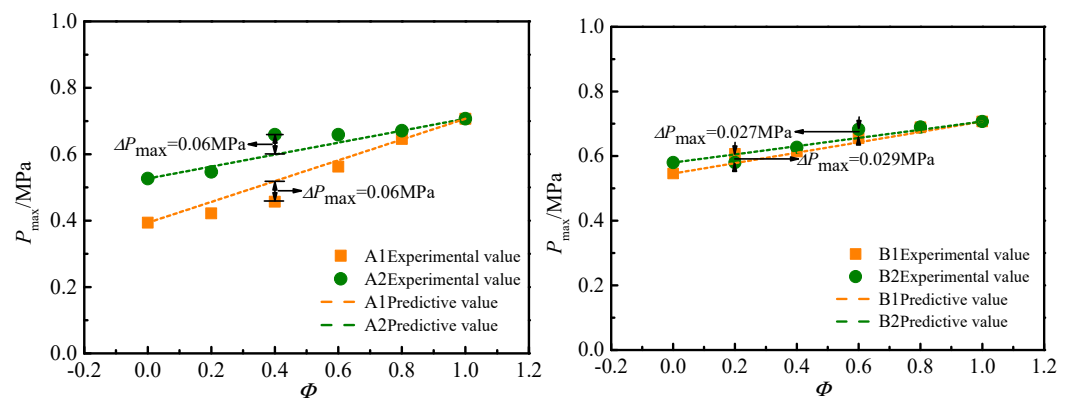 1.0
0.8
0.6
0.4
0.2
0.0
P_max/MPa
ΔP_max=0.06MPa
ΔP_max=0.06MPa
A1Experimental value
A2Experimental value
A1Predictive value
A2Predictive value
-0.2 0.0 0.2 0.4 0.6 0.8 1.0 1.2
Φ
1.0
0.8
0.6
0.4
0.2
0.0
P_max/MPa
ΔP_max=0.027MPa
ΔP_max=0.029MPa
B1Experimental value
B2Experimental value
B1Predictive value
B2Predictive value
-0.2 0.0 0.2 0.4 0.6 0.8 1.0 1.2
Φ